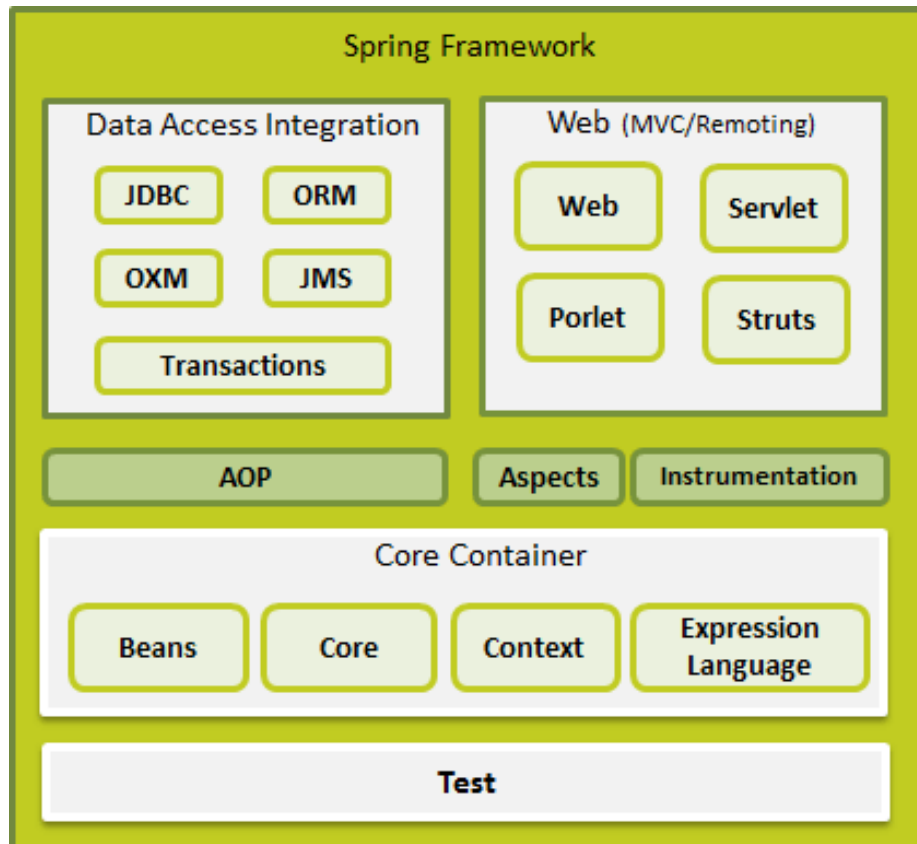 Spring Framework
Data Access Integration
JDBC
ORM
OXM
JMS
Transactions
Web (MVC/Remoting)
Web
Servlet
Porlet
Struts
AOP
Aspects
Instrumentation
Core Container
Beans
Core
Context
Expression
Language
Test